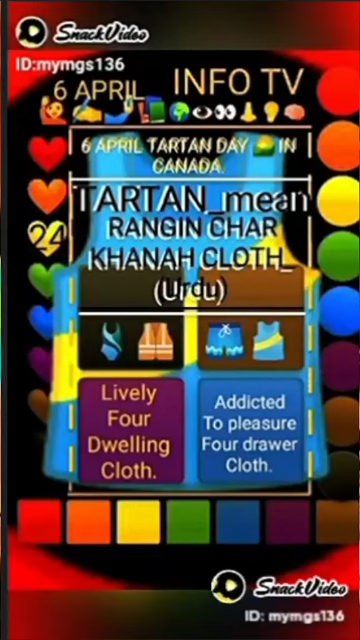 SnackVideo
ID:mymgs136
6 APRIL
INFO TV
6 APRIL TARTAN DAY IN
CANADA.
TARTAN_mean
RANGIN CHAR
KHANAH CLOTH_
(Urdu)
24
Lively
Four
Dwelling
Cloth.
Addicted
To pleasure
Four drawer
Cloth.
SnackVideo
ID: mymgs136